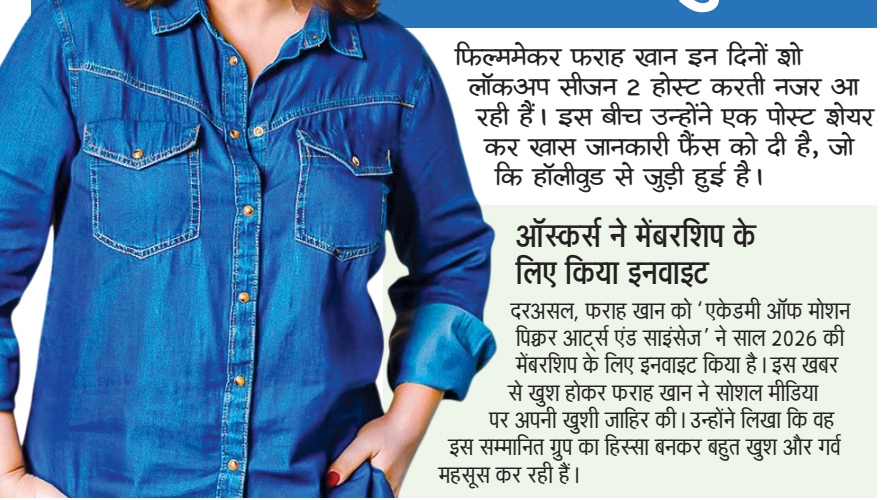 फिल्ममेकर फराह खान इन दिनों शो
लॉकअप सीजन 2 होस्ट करती नजर आ
रही हैं। इस बीच उन्होंने एक पोस्ट शेयर
कर खास जानकारी फैंस को दी है, जो
कि हॉलीवुड से जुड़ी हुई है।
ऑस्कर्स ने मेंबरशिप के
लिए किया इनवाइट
दरअसल, फराह खान को ‘एकेडमी ऑफ मोशन
पिक्चर आर्ट्स एंड साइंसेज’ ने साल 2026 की
मेंबरशिप के लिए इनवाइट किया है। इस खबर
से खुश होकर फराह खान ने सोशल मीडिया
पर अपनी खुशी जाहिर की। उन्होंने लिखा कि वह
इस सम्मानित ग्रुप का हिस्सा बनकर बहुत खुश और गर्व
महसूस कर रही हैं।